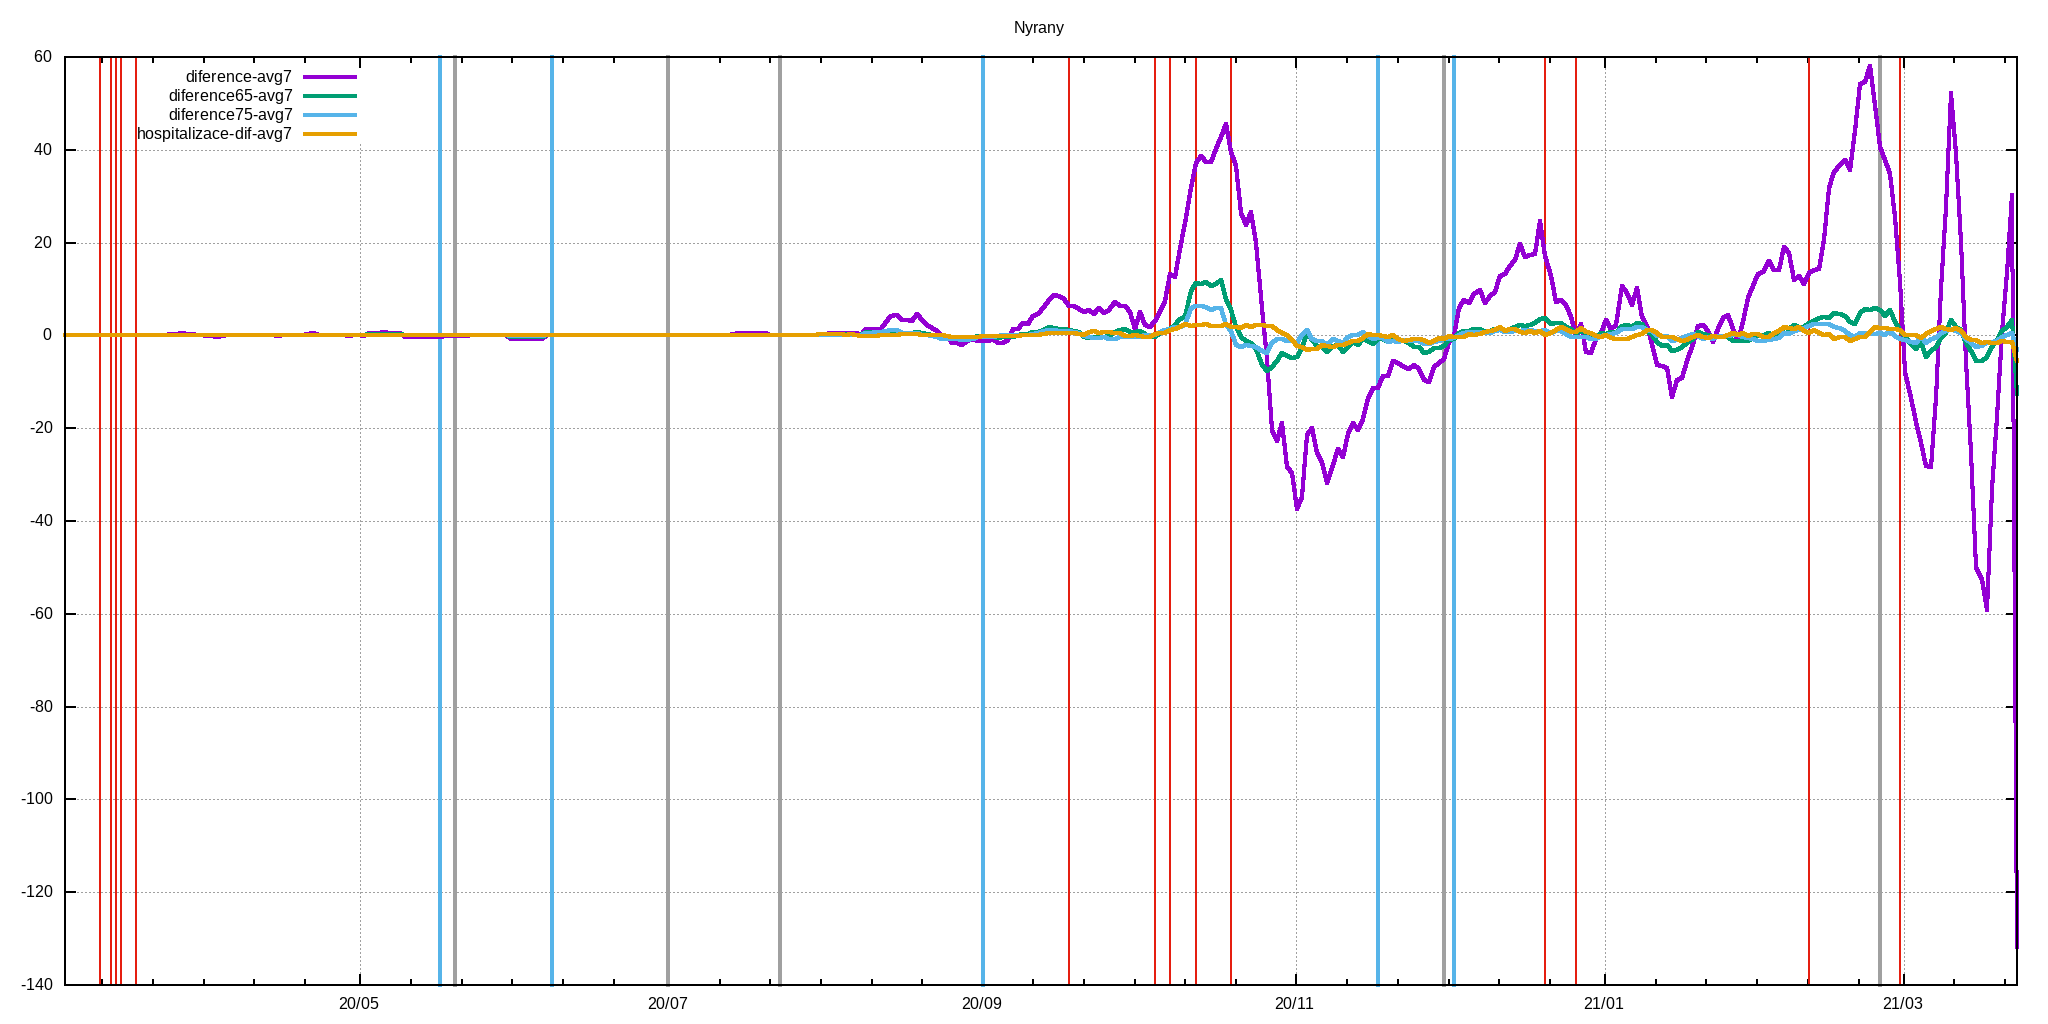 Nyrany
diference-avg7
diference65-avg7
diference75-avg7
hospitalizace-dif-avg7
60
40
20
0
-20
-40
-60
-80
-100
-120
-140
20/05 20/07 20/09 20/11 21/01 21/03